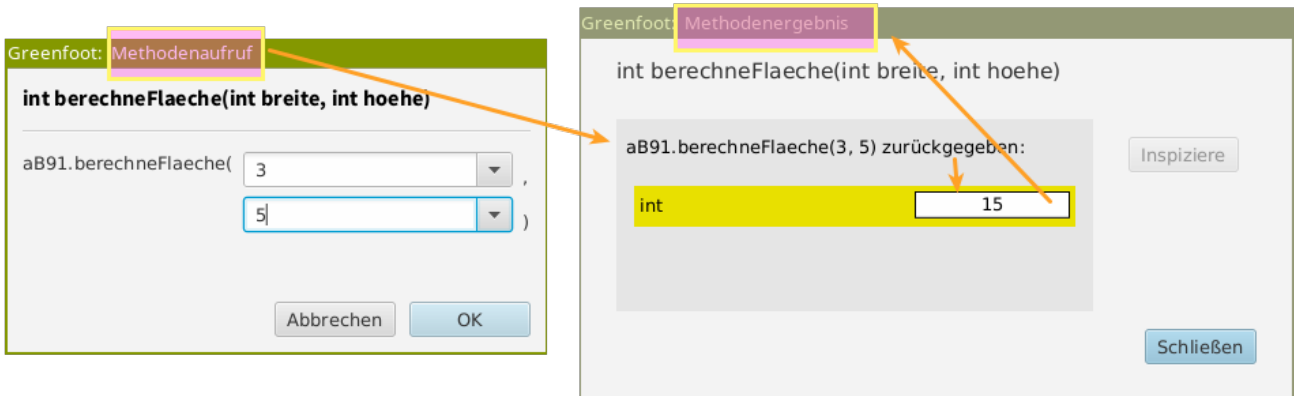 Greenfoot: Methodenaufruf
int berechneFlaeche(int breite, int hoehe)
aB91.berechneFlaeche( 3 ,
5 )
Abbrechen OK
Greenfoot: Methodenergebnis
int berechneFlaeche(int breite, int hoehe)
aB91.berechneFlaeche(3, 5) zurückgegeben:
Inspiziere
int 15
Schließen